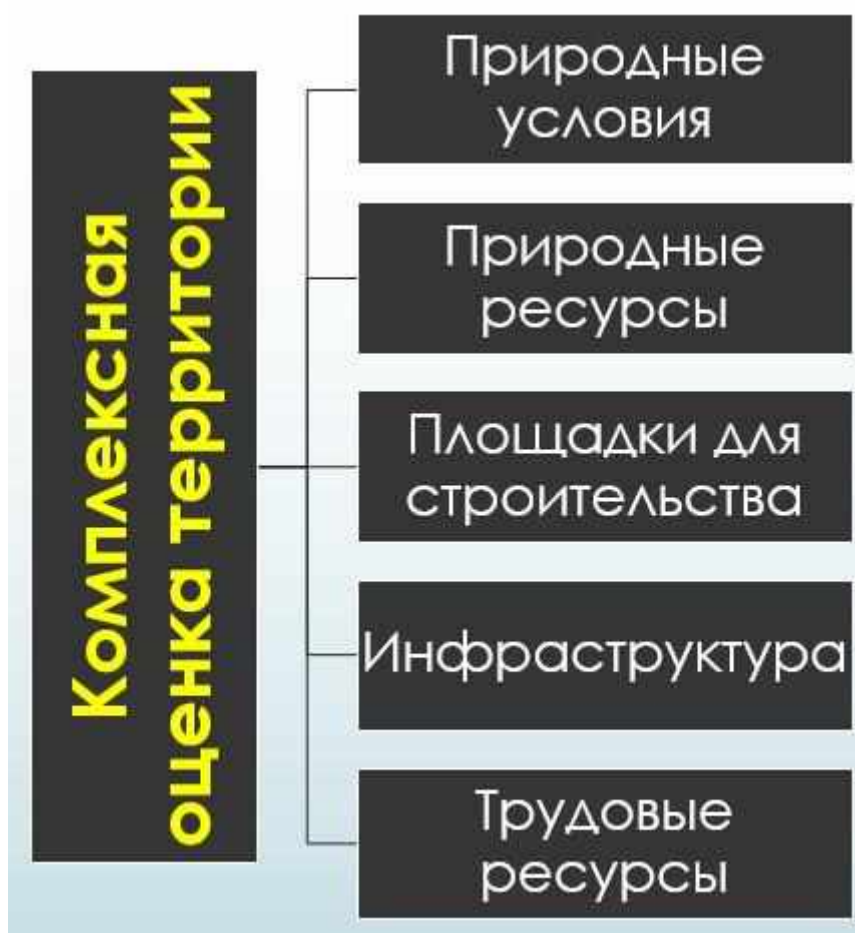 Комплексная
оценка территории
Природные
условия
Природные
ресурсы
Площадки для
строительства
Инфраструктура
Трудовые
ресурсы